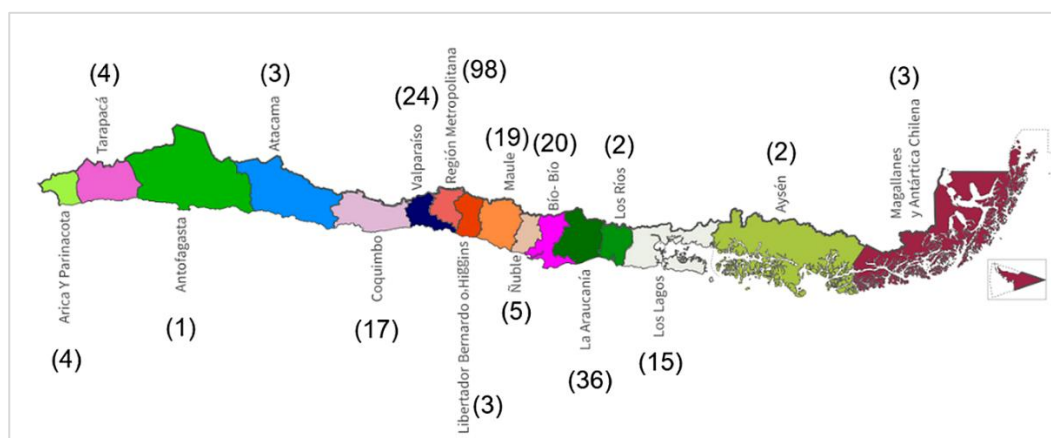 (4)
Tarapacá
(3)
Atacama
(24)
Valparaíso
(98)
Región Metropolitana
(19)
Maule
(20)
Bío- Bío
(2)
Los Ríos
(2)
Aysén
(3)
Magallanes
y Antártica Chilena
Arica Y Parinacota
(4)
Antofagasta
(1)
Coquimbo
(17)
Libertador Bernardo o.Higgins
(3)
Ñuble
(5)
La Araucanía
(36)
Los Lagos
(15)